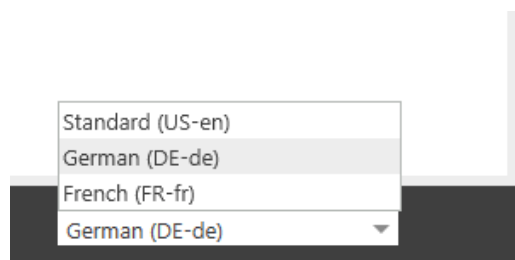 Standard (US-en)
German (DE-de)
French (FR-fr)
German (DE-de)